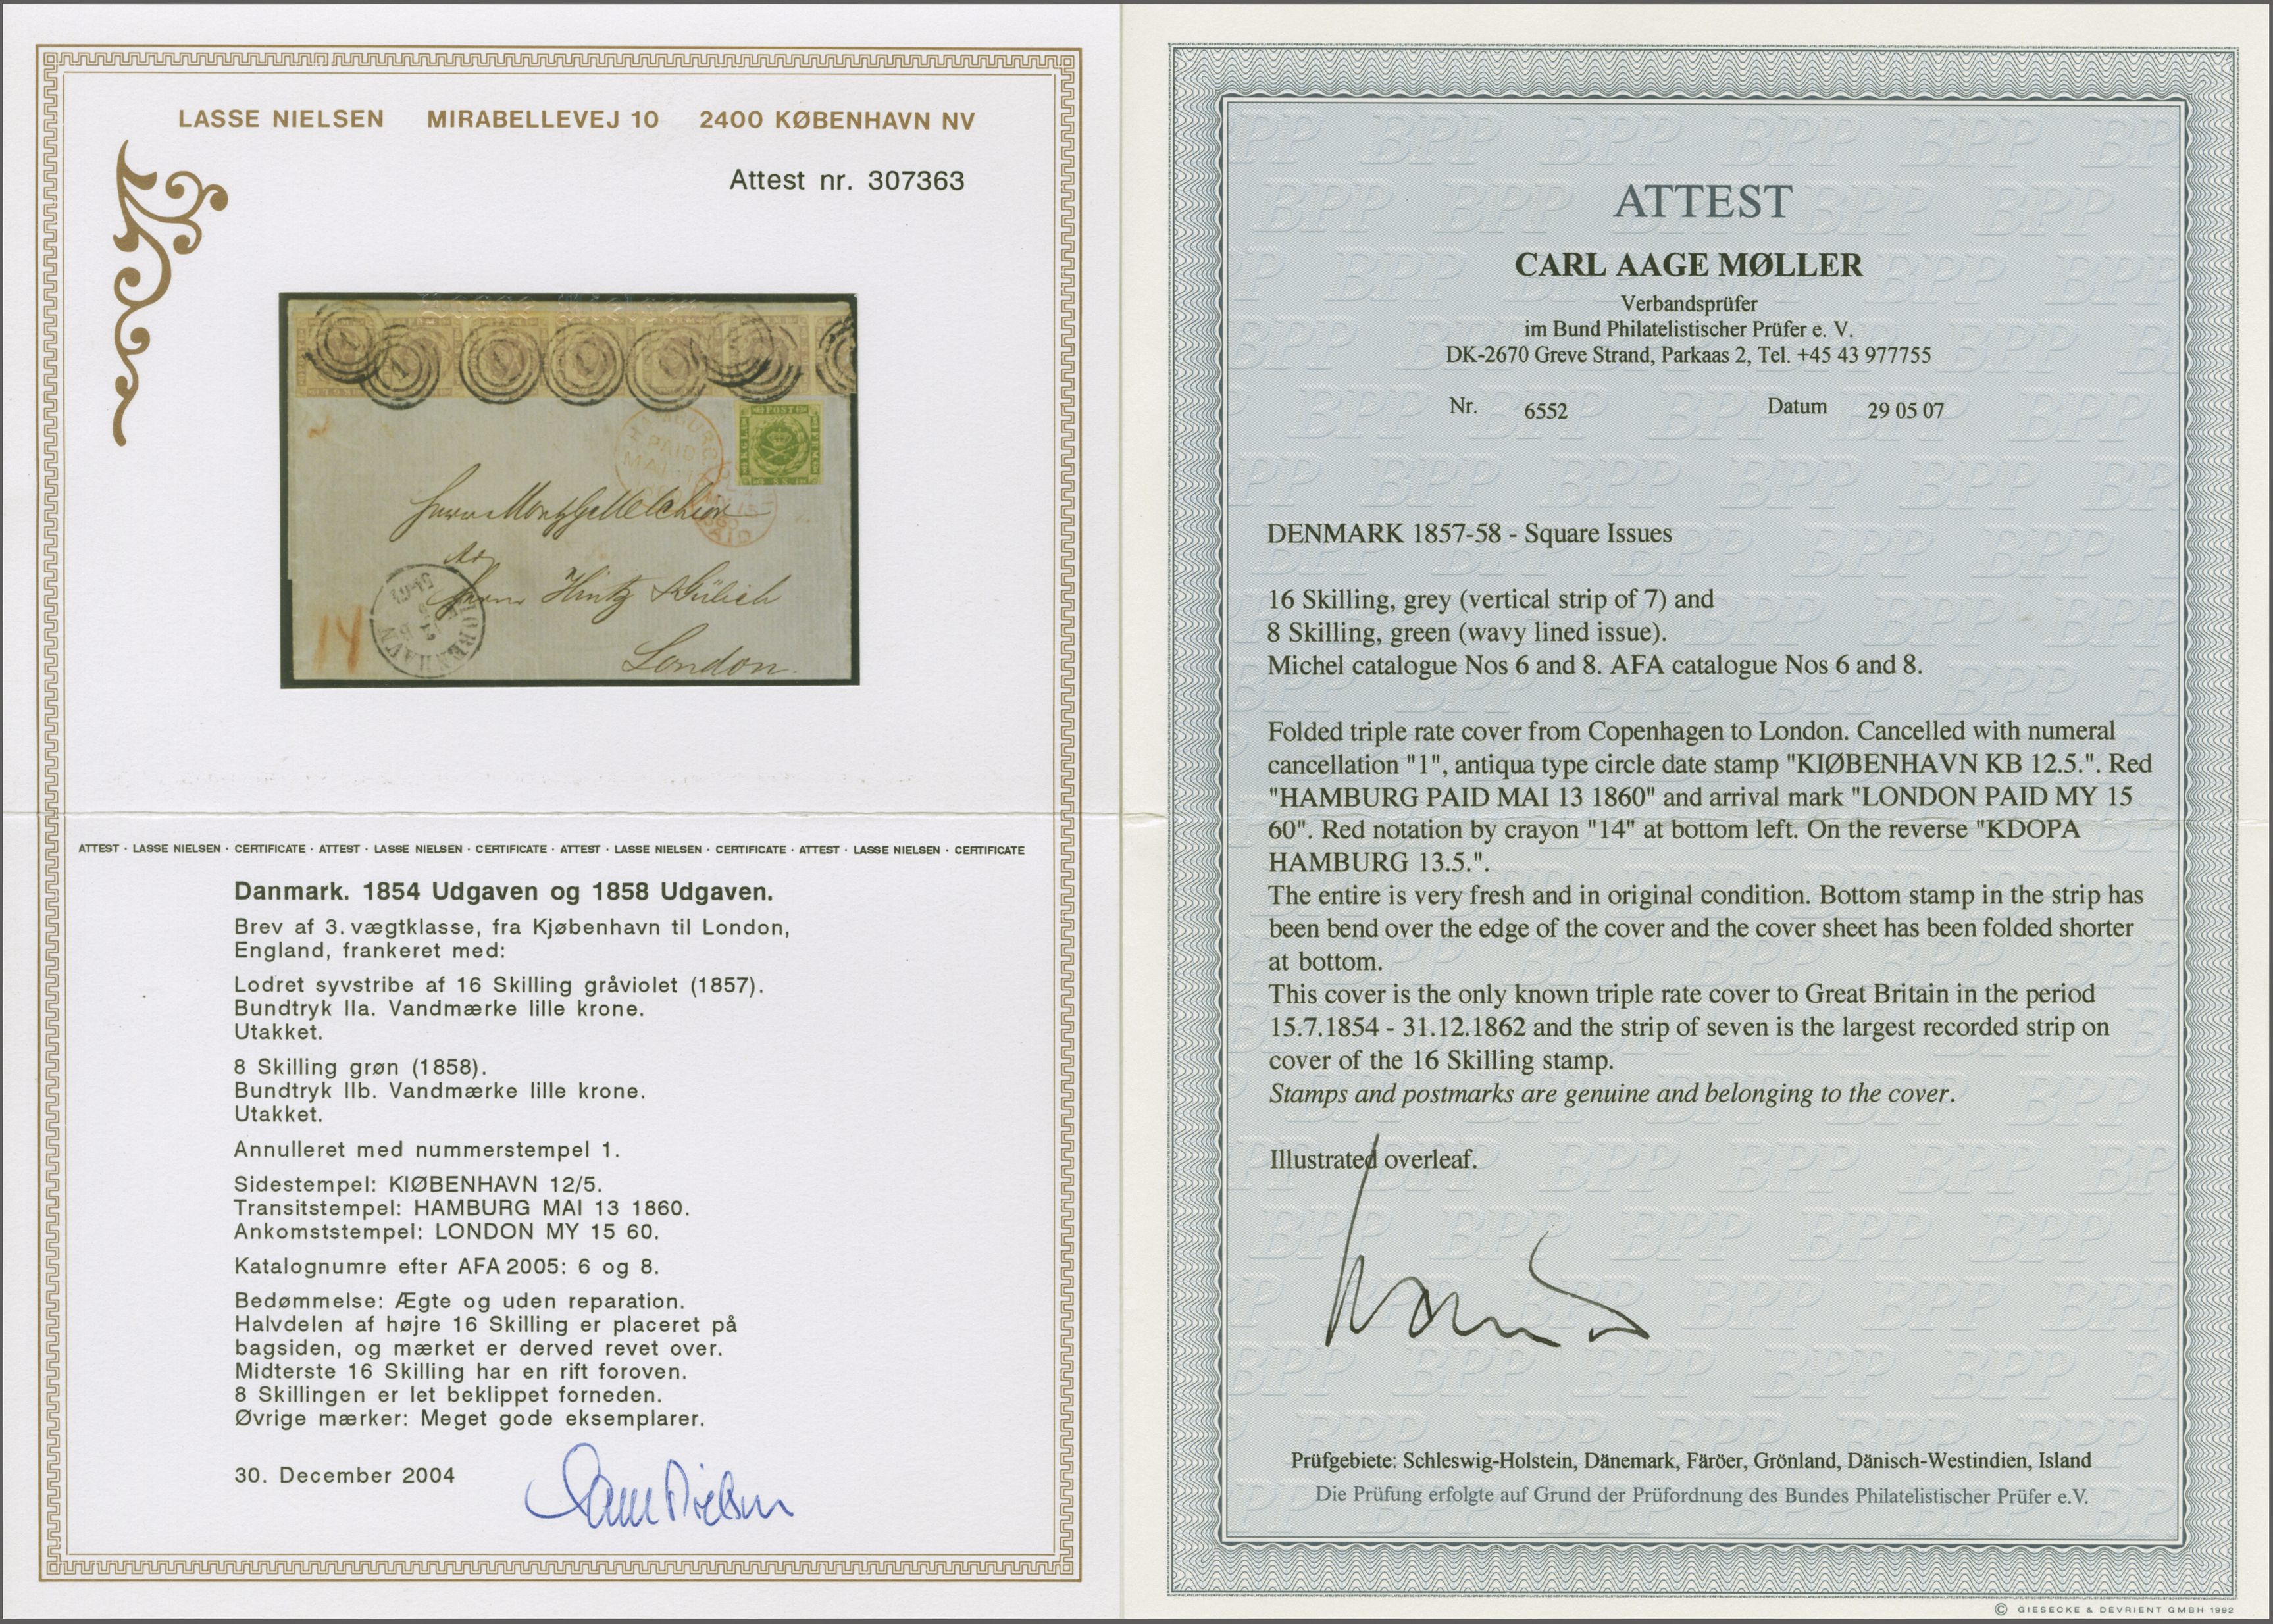 LASSE NIELSEN MIRABELLEVEJ 10 2400 KØBENHAVN NV
Attest nr. 307363
HAMBURG
PAID
MAI 13
KGL POST FRM
MY 15
60
PAID
Hintz & Gülich
London.
14
KIØBENHAVN
ATTEST · LASSE NIELSEN · CERTIFICATE · ATTEST · LASSE NIELSEN · CERTIFICATE · ATTEST · LASSE NIELSEN · CERTIFICATE · ATTEST · LASSE NIELSEN · CERTIFICATE
Danmark. 1854 Udgaven og 1858 Udgaven.
Brev af 3. vægtklasse, fra Kjøbenhavn til London,
England, frankeret med:
Lodret syvstribe af 16 Skilling gråviolet (1857).
Bundtryk IIa. Vandmærke lille krone.
Utakket.
8 Skilling grøn (1858).
Bundtryk IIb. Vandmærke lille krone.
Utakket.
Annulleret med nummerstempel 1.
Sidestempel: KIØBENHAVN 12/5.
Transitstempel: HAMBURG MAI 13 1860.
Ankomststempel: LONDON MY 15 60.
Katalognumre efter AFA 2005: 6 og 8.
Bedømmelse: Ægte og uden reparation.
Halvdelen af højre 16 Skilling er placeret på
bagsiden, og mærket er derved revet over.
Midterste 16 Skilling har en rift foroven.
8 Skillingen er let beklippet forneden.
Øvrige mærker: Meget gode eksemplarer.
30. December 2004
ATTEST
CARL AAGE MØLLER
Verbandsprüfer
im Bund Philatelistischer Prüfer e. V.
DK-2670 Greve Strand, Parkaas 2, Tel. +45 43 977755
Nr. 6552 Datum 29 05 07
DENMARK 1857-58 - Square Issues
16 Skilling, grey (vertical strip of 7) and
8 Skilling, green (wavy lined issue).
Michel catalogue Nos 6 and 8. AFA catalogue Nos 6 and 8.
Folded triple rate cover from Copenhagen to London. Cancelled with numeral
cancellation "1", antiqua type circle date stamp "KIØBENHAVN KB 12.5.". Red
"HAMBURG PAID MAI 13 1860" and arrival mark "LONDON PAID MY 15
60". Red notation by crayon "14" at bottom left. On the reverse "KDOPA
HAMBURG 13.5.".
The entire is very fresh and in original condition. Bottom stamp in the strip has
been bend over the edge of the cover and the cover sheet has been folded shorter
at bottom.
This cover is the only known triple rate cover to Great Britain in the period
15.7.1854 - 31.12.1862 and the strip of seven is the largest recorded strip on
cover of the 16 Skilling stamp.
Stamps and postmarks are genuine and belonging to the cover.
Illustrated overleaf.
Prüfgebiete: Schleswig-Holstein, Dänemark, Färöer, Grönland, Dänisch-Westindien, Island
Die Prüfung erfolgte auf Grund der Prüfordnung des Bundes Philatelistischer Prüfer e.V.
© GIESECKE & DEVRIENT GMBH 1992